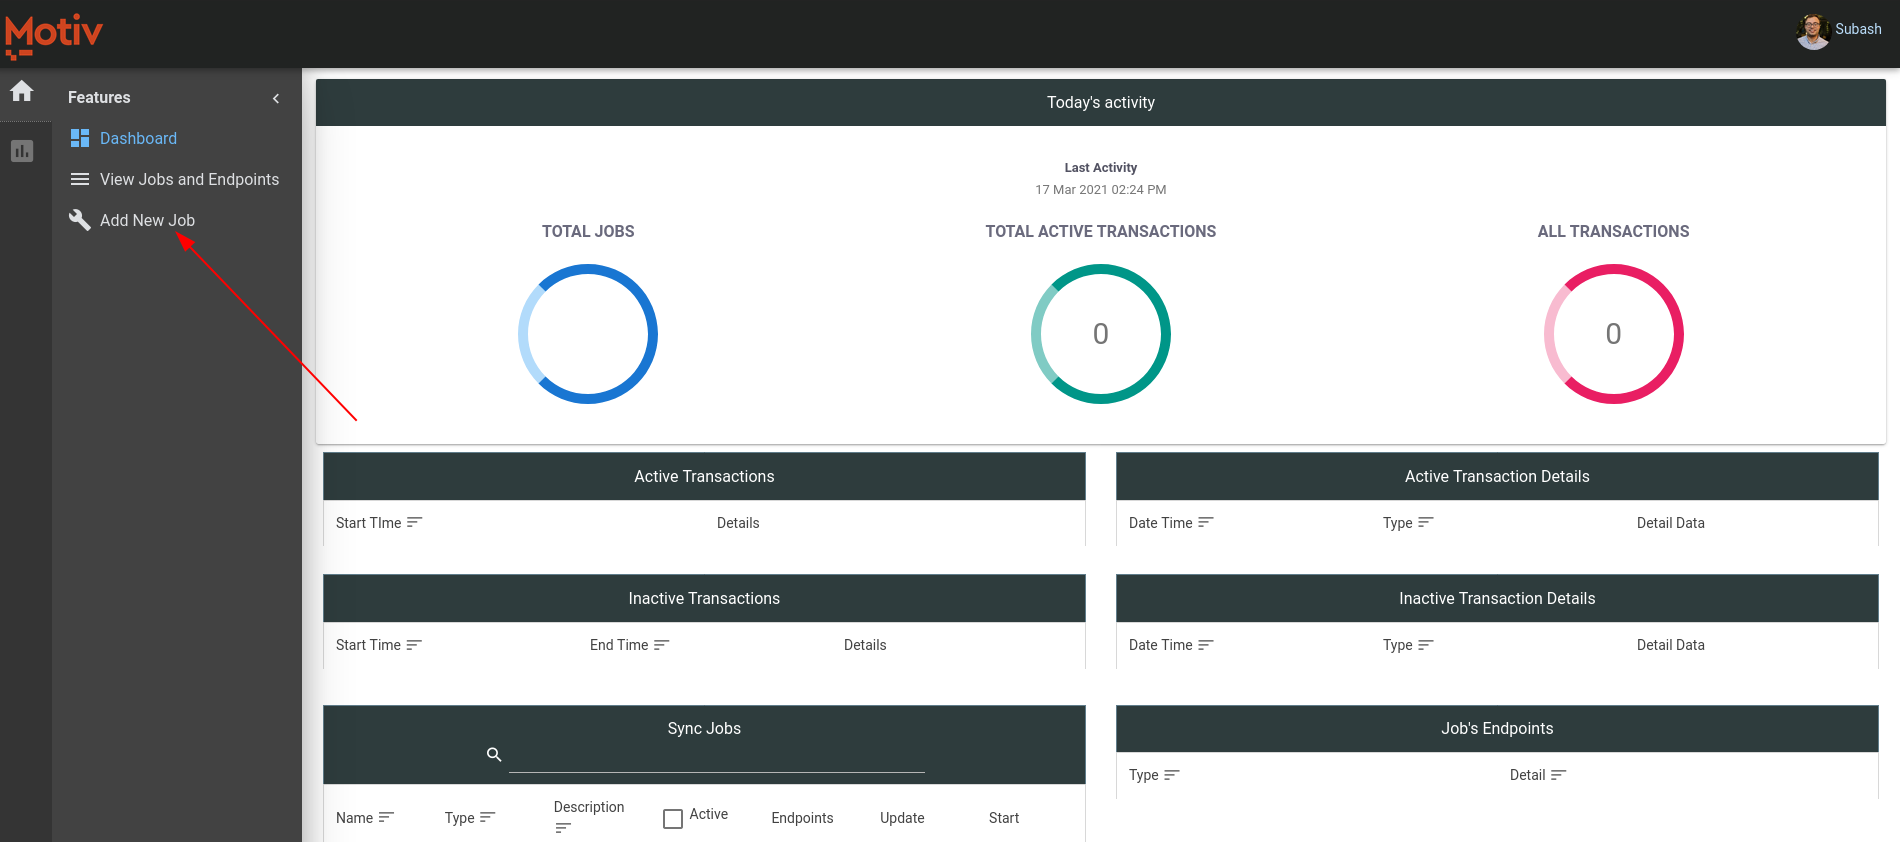 Motiv
Subash
Features
Dashboard
View Jobs and Endpoints
Add New Job
Today's activity
Last Activity
17 Mar 2021 02:24 PM
TOTAL JOBS
TOTAL ACTIVE TRANSACTIONS
ALL TRANSACTIONS
0
0
Active Transactions
Start TIme Details
Active Transaction Details
Date Time Type Detail Data
Inactive Transactions
Start Time End Time Details
Inactive Transaction Details
Date Time Type Detail Data
Sync Jobs
Name Type Description Active Endpoints Update Start
Job's Endpoints
Type Detail